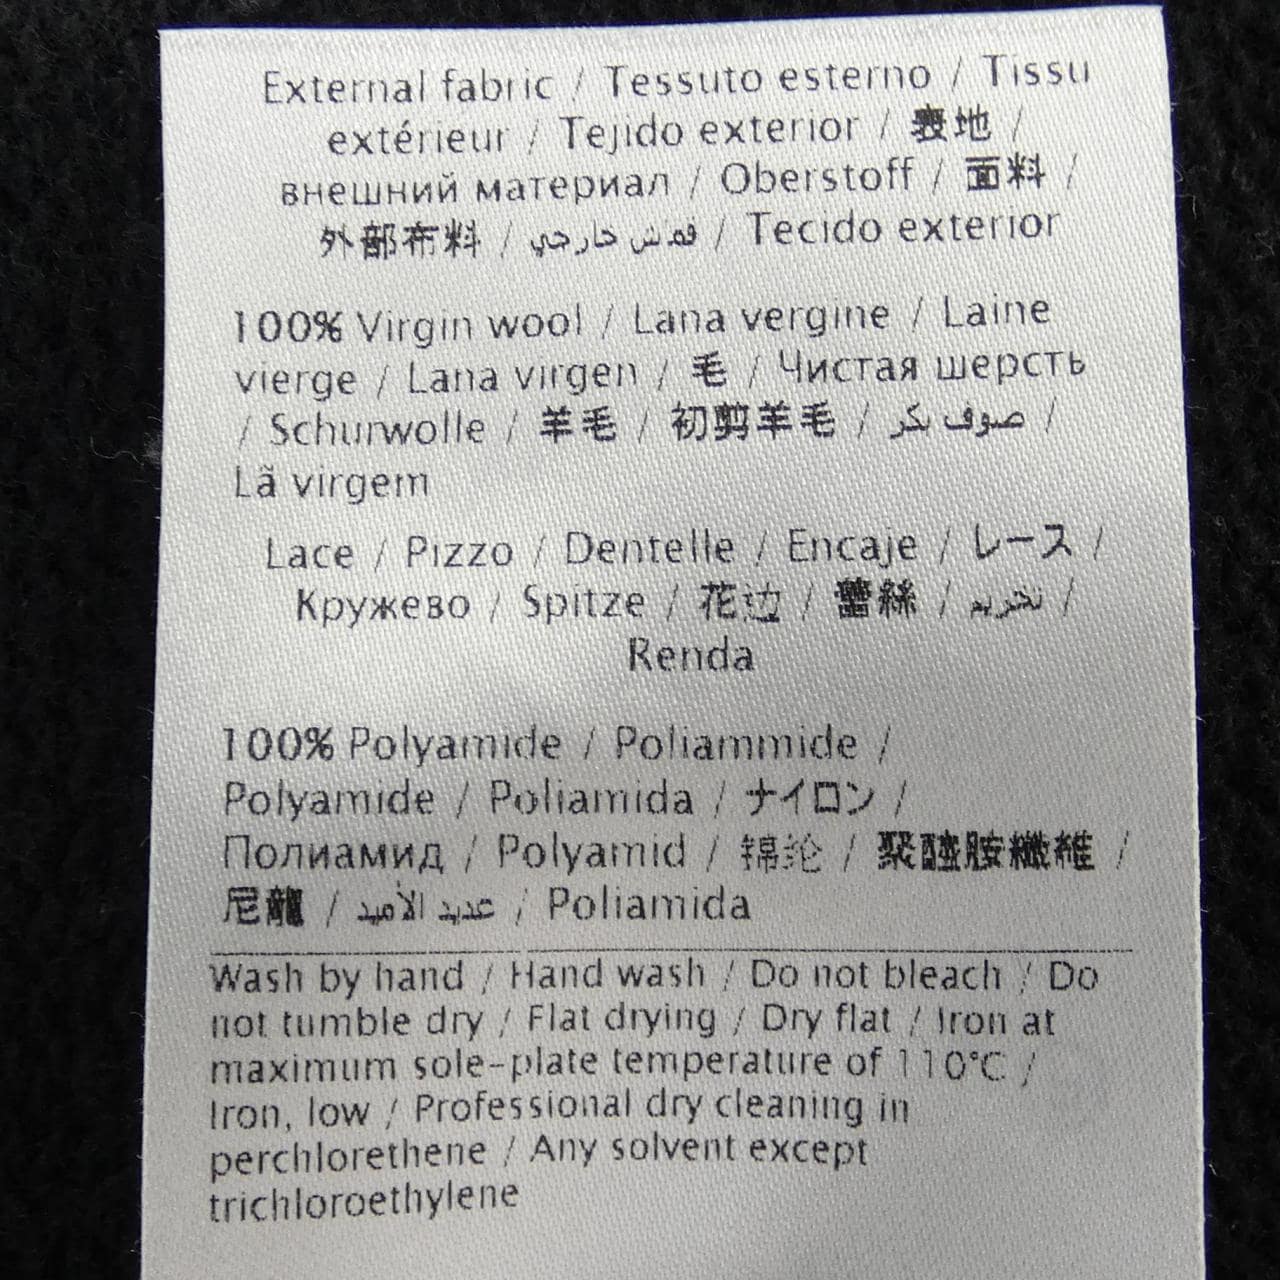 External fabric / Tessuto esterno / Tissu
extérieur / Tejido exterior / 表地 /
внешний материал / Oberstoff / 面料 /
外部布料 / قماش خارجي / Tecido exterior
100% Virgin wool / Lana vergine / Laine
vierge / Lana virgen / 毛 / Чистая шерсть
/ Schurwolle / 羊毛 / 初剪羊毛 / صوف بكر /
Lã virgem
Lace / Pizzo / Dentelle / Encaje / レース /
Кружево / Spitze / 花边 / 蕾絲 / تخريم /
Renda
100% Polyamide / Poliammide /
Polyamide / Poliamida / ナイロン /
Полиамид / Polyamid / 锦纶 / 聚醯胺纖維 /
尼龍 / عديد الأميد / Poliamida
Wash by hand / Hand wash / Do not bleach / Do
not tumble dry / Flat drying / Dry flat / Iron at
maximum sole-plate temperature of 110°C /
Iron, low / Professional dry cleaning in
perchlorethene / Any solvent except
trichloroethylene